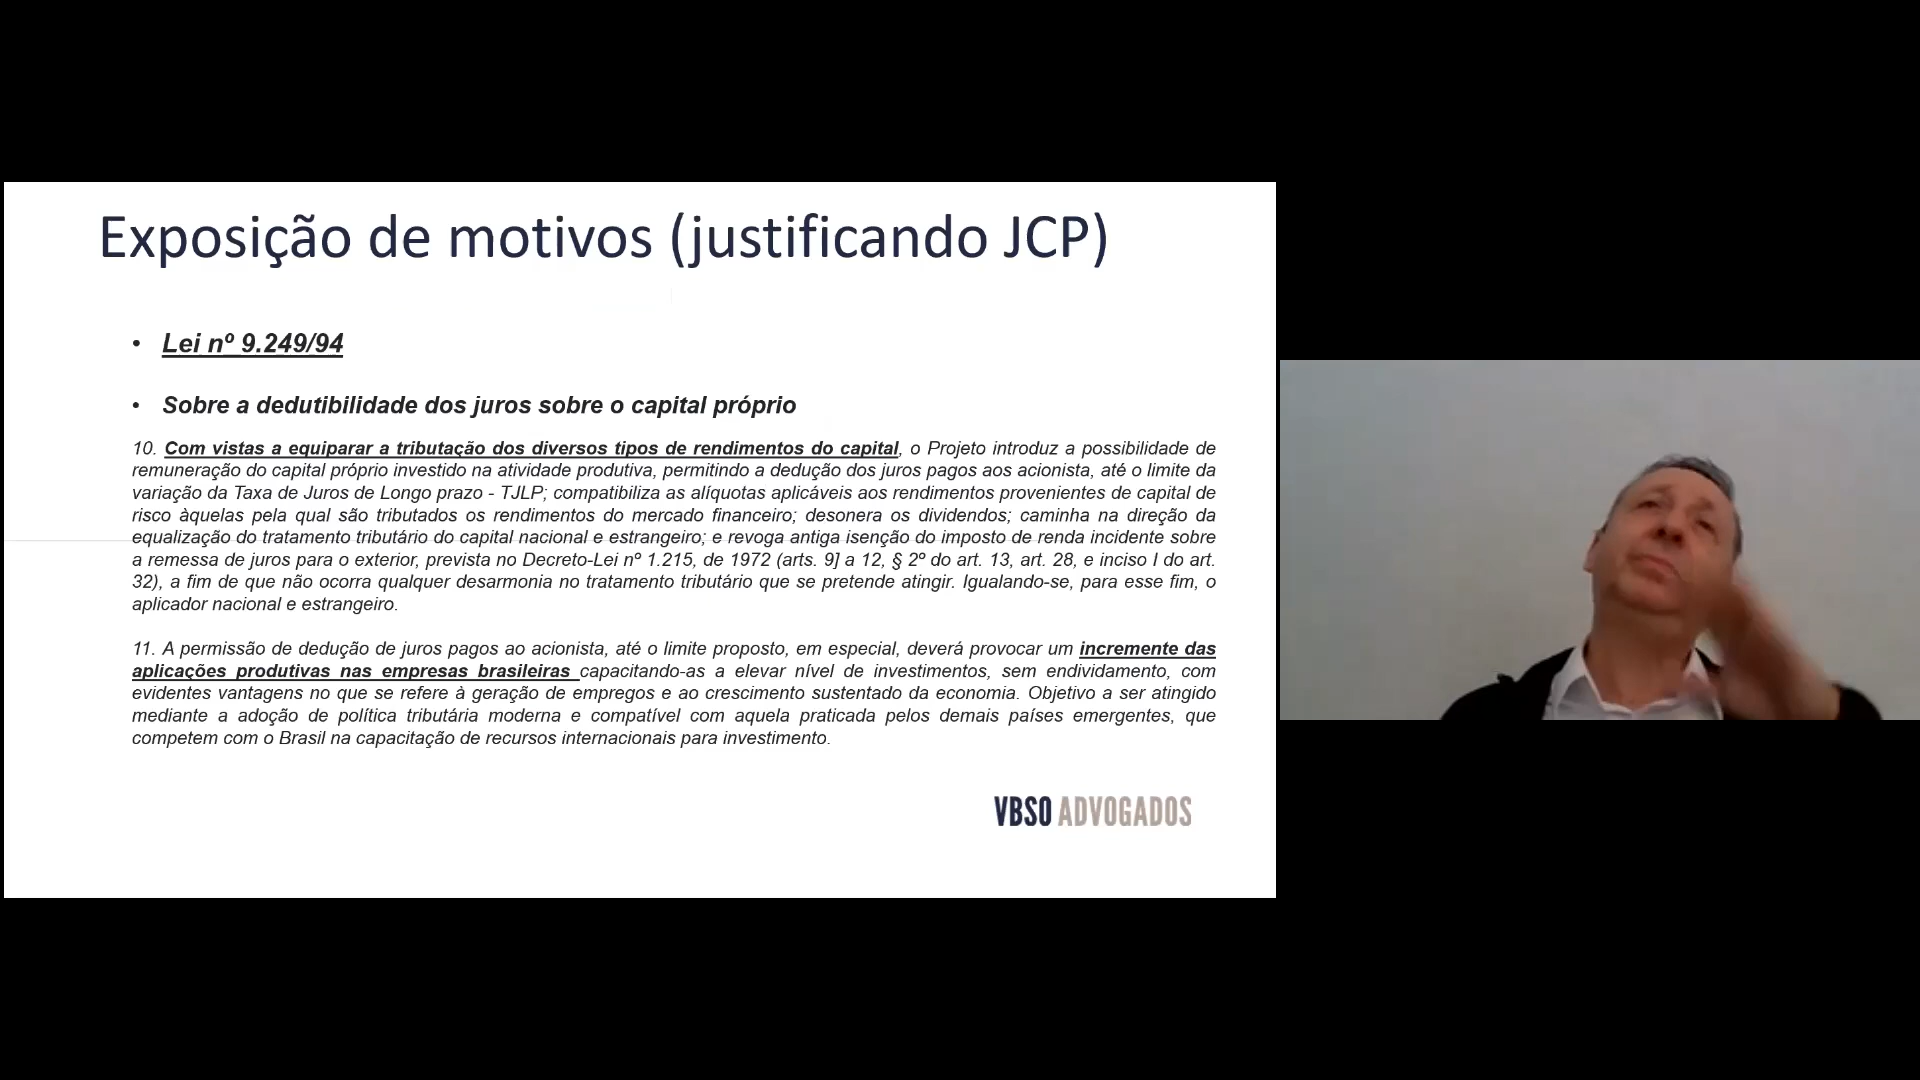 Exposição de motivos (justificando JCP)
• Lei nº 9.249/94
• Sobre a dedutibilidade dos juros sobre o capital próprio
10. Com vistas a equiparar a tributação dos diversos tipos de rendimentos do capital, o Projeto introduz a possibilidade de
remuneração do capital próprio investido na atividade produtiva, permitindo a dedução dos juros pagos aos acionista, até o limite da
variação da Taxa de Juros de Longo prazo - TJLP; compatibiliza as alíquotas aplicáveis aos rendimentos provenientes de capital de
risco àquelas pela qual são tributados os rendimentos do mercado financeiro; desonera os dividendos; caminha na direção da
equalização do tratamento tributário do capital nacional e estrangeiro; e revoga antiga isenção do imposto de renda incidente sobre
a remessa de juros para o exterior, prevista no Decreto-Lei nº 1.215, de 1972 (arts. 9] a 12, § 2º do art. 13, art. 28, e inciso I do art.
32), a fim de que não ocorra qualquer desarmonia no tratamento tributário que se pretende atingir. Igualando-se, para esse fim, o
aplicador nacional e estrangeiro.
11. A permissão de dedução de juros pagos ao acionista, até o limite proposto, em especial, deverá provocar um incremente das
aplicações produtivas nas empresas brasileiras capacitando-as a elevar nível de investimentos, sem endividamento, com
evidentes vantagens no que se refere à geração de empregos e ao crescimento sustentado da economia. Objetivo a ser atingido
mediante a adoção de política tributária moderna e compatível com aquela praticada pelos demais países emergentes, que
competem com o Brasil na capacitação de recursos internacionais para investimento.
VBSO ADVOGADOS